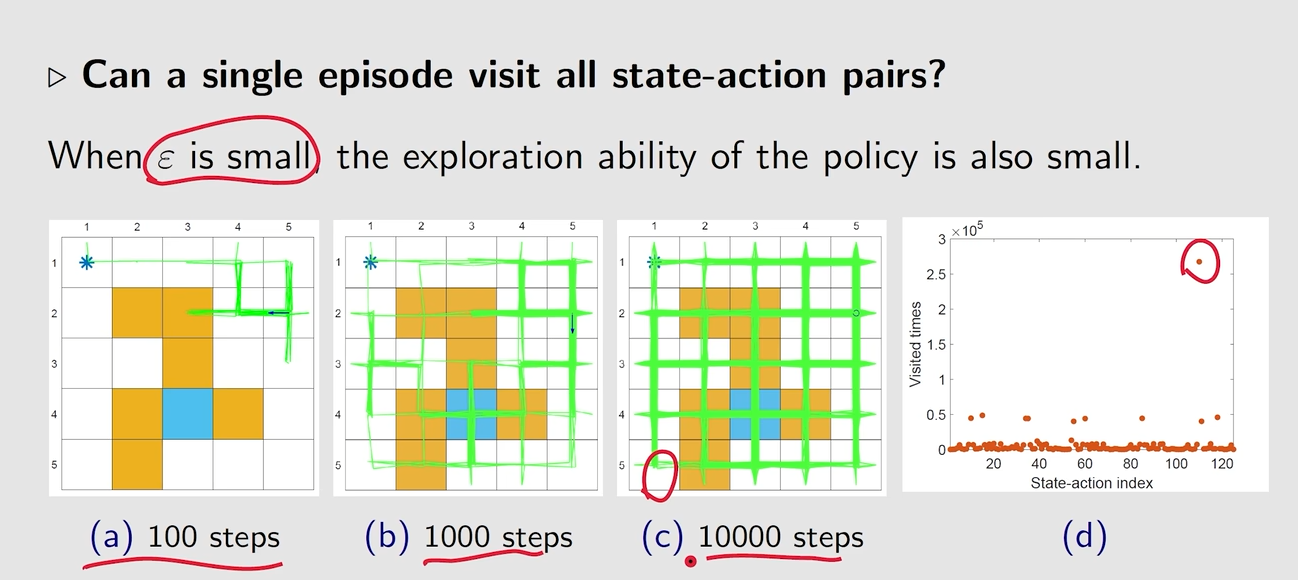 ▷ Can a single episode visit all state-action pairs?
When ε is small, the exploration ability of the policy is also small.
1 2 3 4 5
1
2
3
4
5
1 2 3 4 5
1
2
3
4
5
1 2 3 4 5
1
2
3
4
5
×10⁵
3
2.5
2
1.5
1
0.5
0
Visited times
20 40 60 80 100 120
State-action index
(a) 100 steps
(b) 1000 steps
(c) 10000 steps
(d)